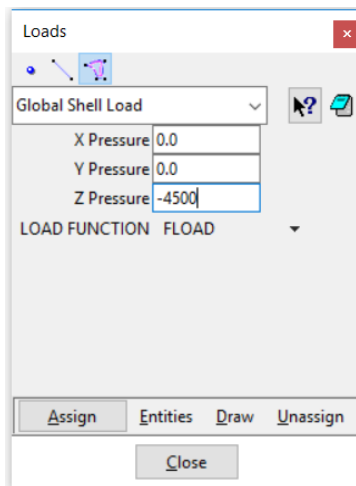 Loads
Global Shell Load
X Pressure 0.0
Y Pressure 0.0
Z Pressure -4500
LOAD FUNCTION FLOAD
Assign Entities Draw Unassign
Close